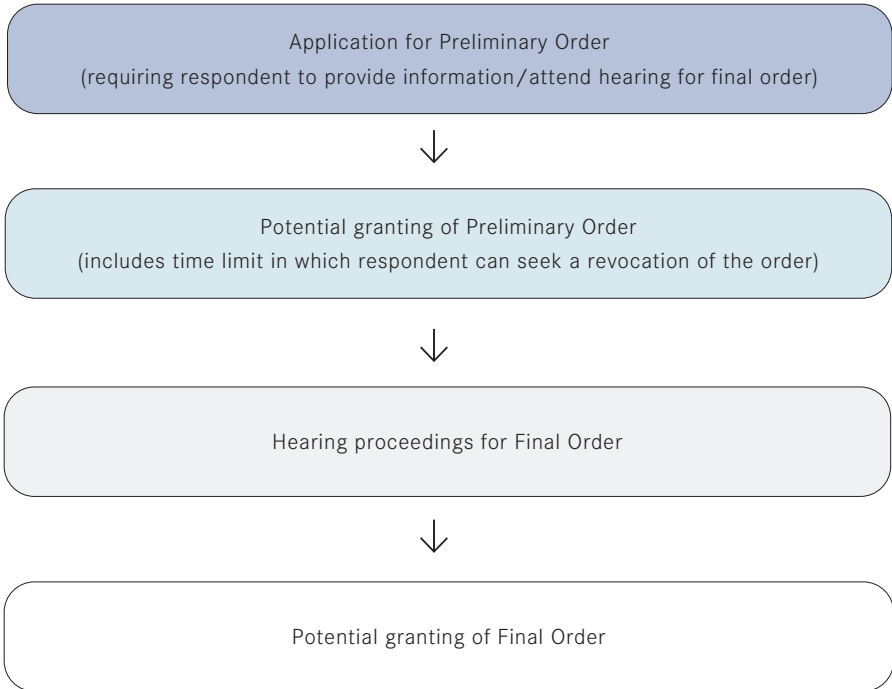 Application for Preliminary Order
(requiring respondent to provide information/attend hearing for final order)
Potential granting of Preliminary Order
(includes time limit in which respondent can seek a revocation of the order)
Hearing proceedings for Final Order
Potential granting of Final Order